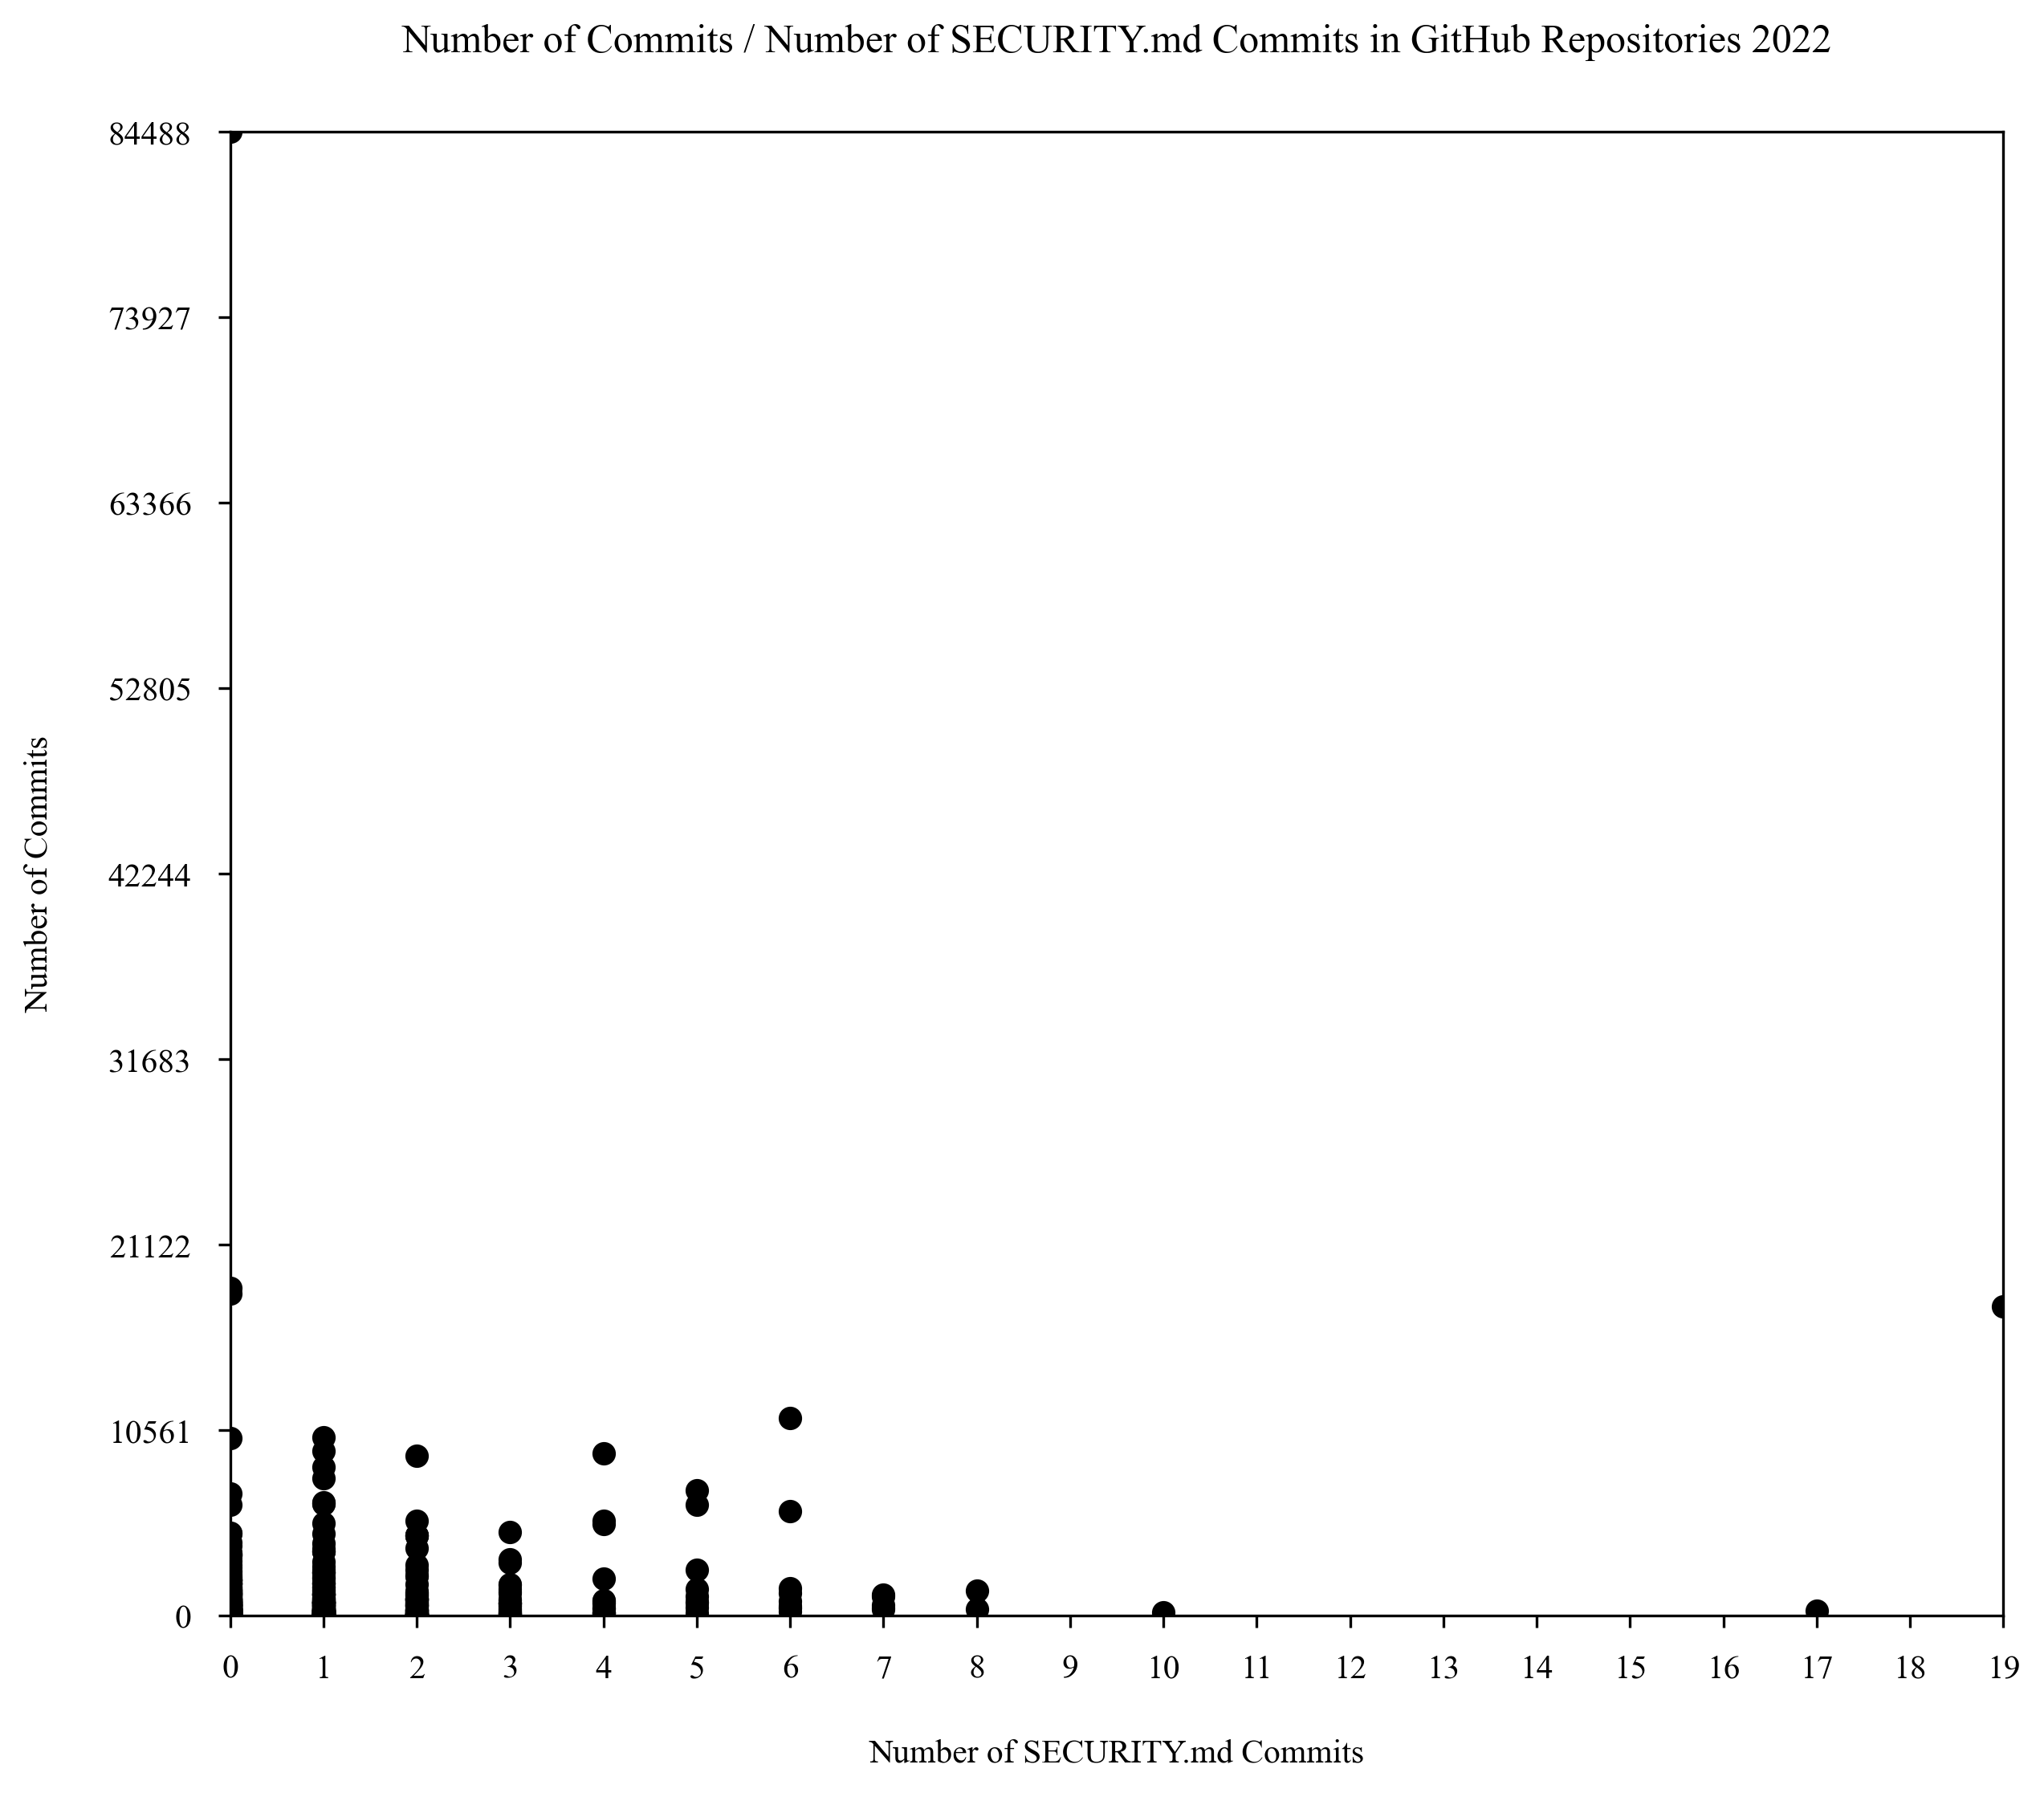 Number of Commits / Number of SECURITY.md Commits in GitHub Repositories 2022
84488
73927
63366
52805
42244
31683
21122
10561
0
Number of Commits
0 1 2 3 4 5 6 7 8 9 10 11 12 13 14 15 16 17 18 19
Number of SECURITY.md Commits